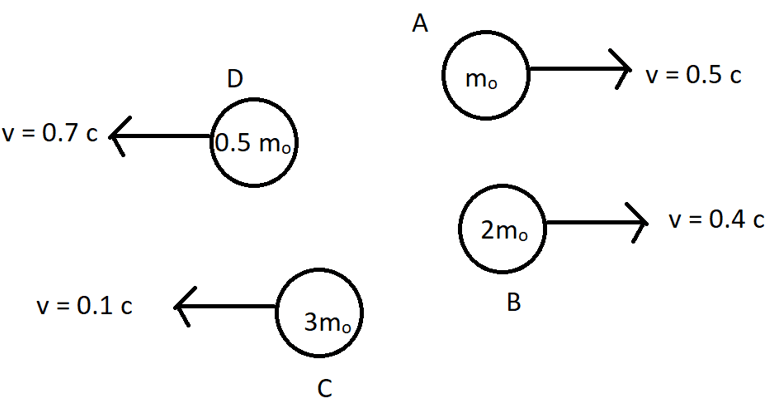 A
mₒ
v = 0.5 c
D
v = 0.7 c
0.5 mₒ
2mₒ
v = 0.4 c
B
v = 0.1 c
3mₒ
C